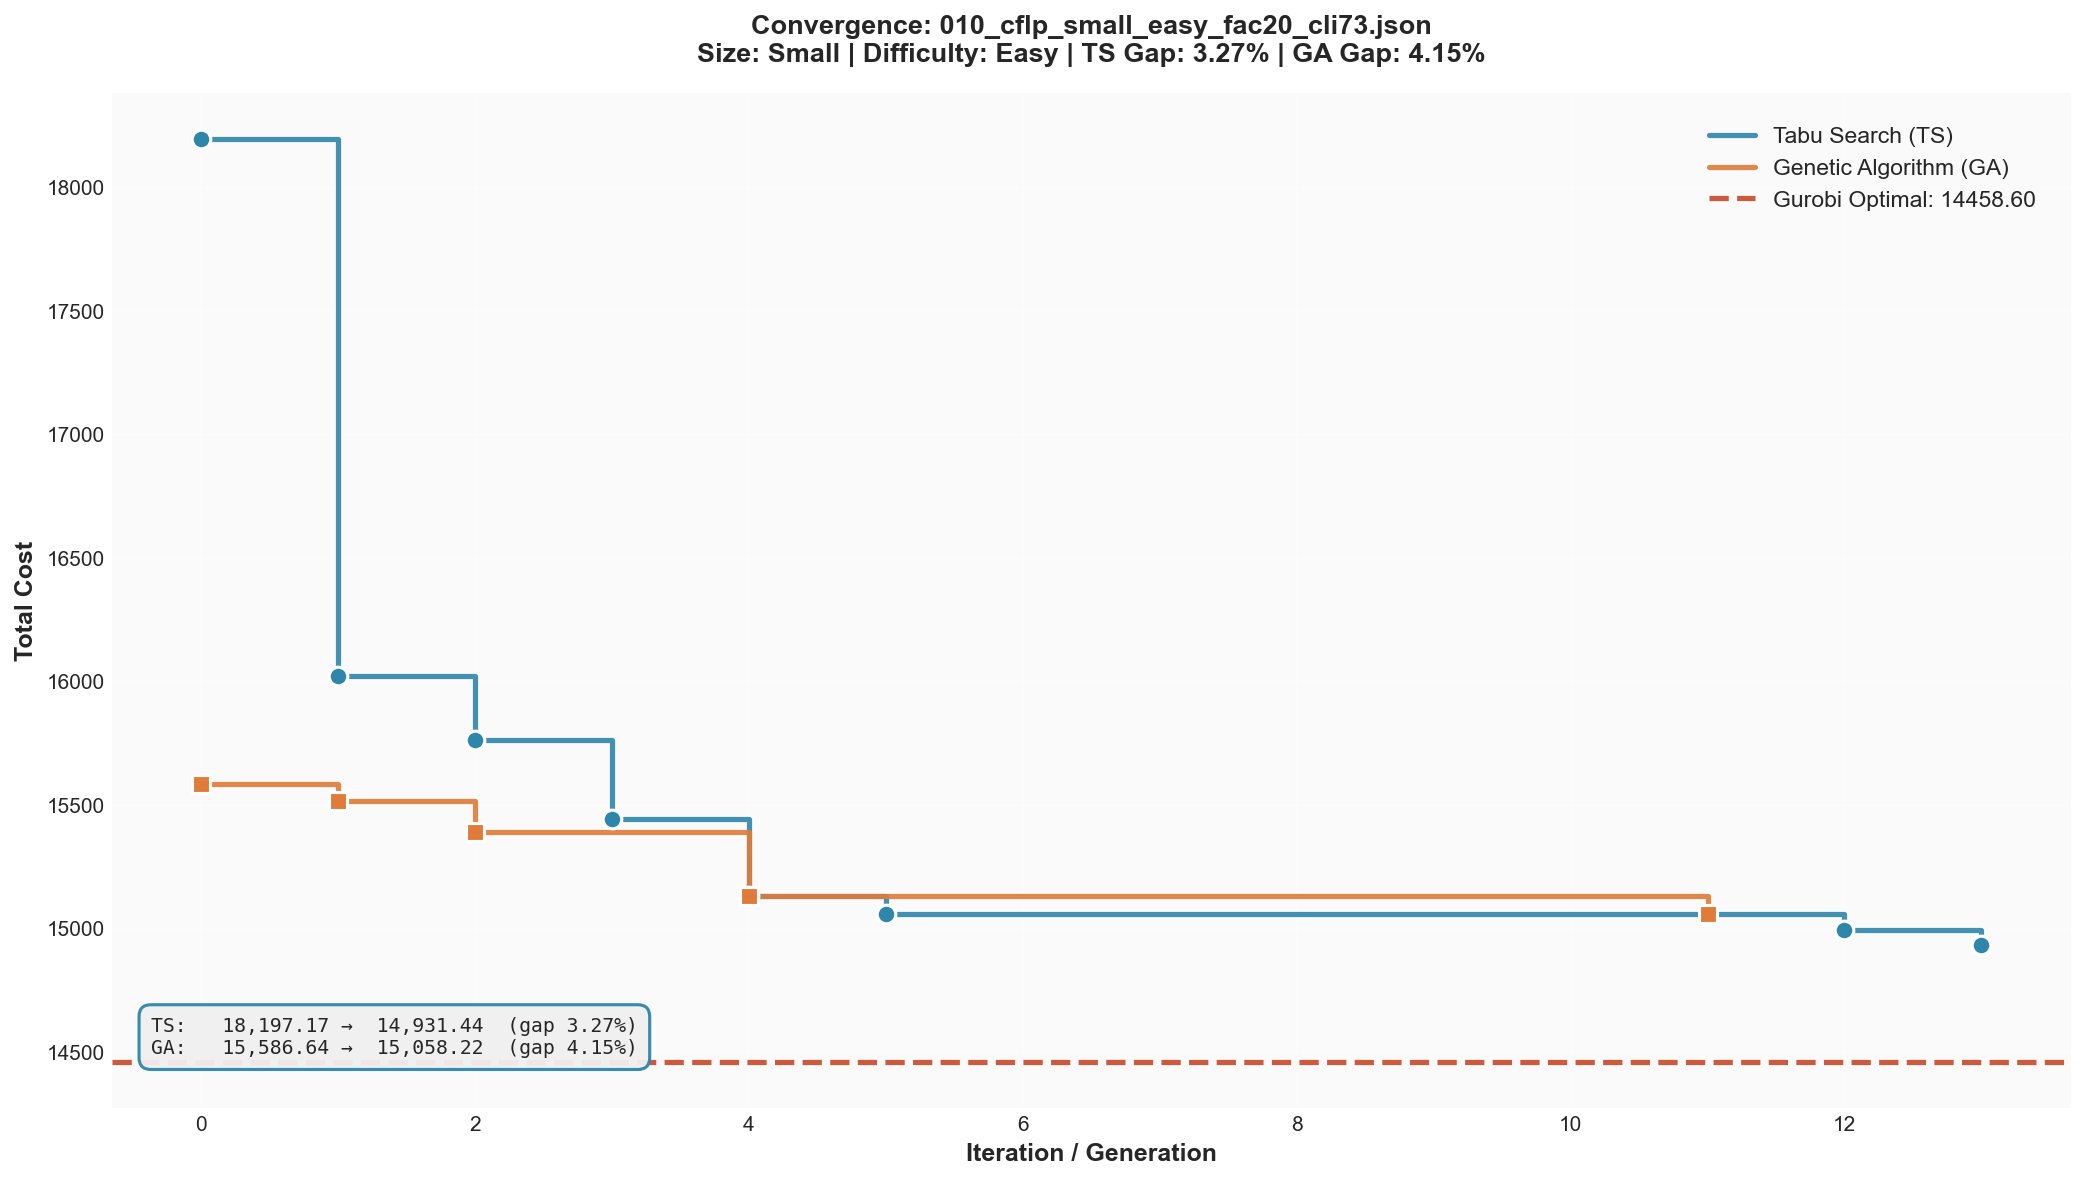 Convergence: 010_cflp_small_easy_fac20_cli73.json
Size: Small | Difficulty: Easy | TS Gap: 3.27% | GA Gap: 4.15%
Tabu Search (TS)
Genetic Algorithm (GA)
Gurobi Optimal: 14458.60
Total Cost
18000
17500
17000
16500
16000
15500
15000
14500
TS:   18,197.17 →  14,931.44  (gap 3.27%)
GA:   15,586.64 →  15,058.22  (gap 4.15%)
0 2 4 6 8 10 12
Iteration / Generation